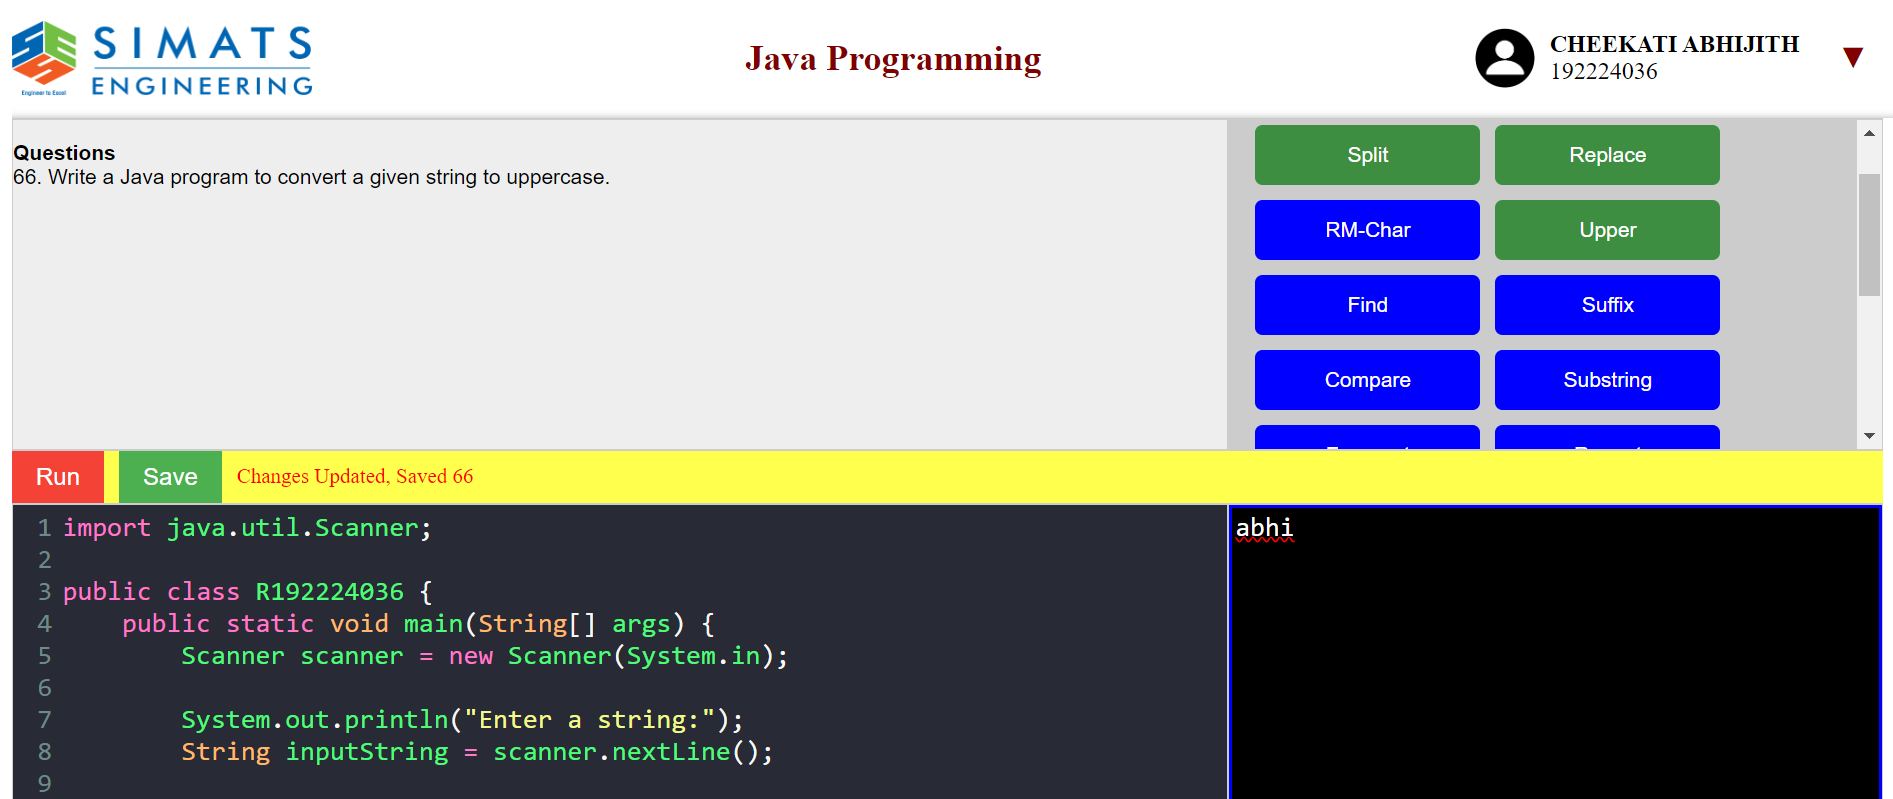 SIMATS
ENGINEERING
Engineer to Excel
Java Programming
CHEEKATI ABHIJITH
192224036
Questions
66. Write a Java program to convert a given string to uppercase.
Split
Replace
RM-Char
Upper
Find
Suffix
Compare
Substring
Run
Save
Changes Updated, Saved 66
1 import java.util.Scanner;
2
3 public class R192224036 {
4     public static void main(String[] args) {
5         Scanner scanner = new Scanner(System.in);
6
7         System.out.println("Enter a string:");
8         String inputString = scanner.nextLine();
9
abhi